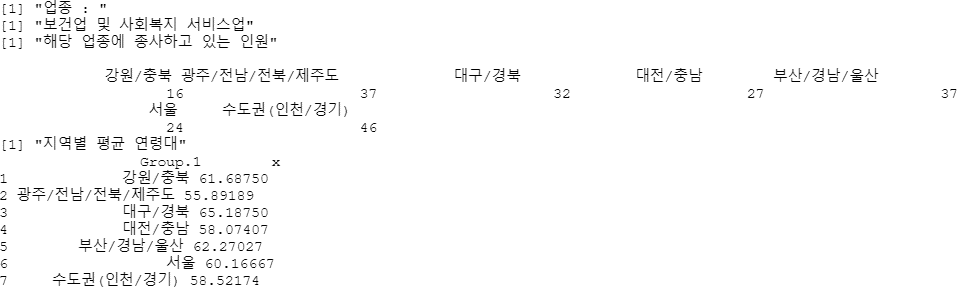 [1] "업종 : "
[1] "보건업 및 사회복지 서비스업"
[1] "해당 업종에 종사하고 있는 인원"
강원/충북 광주/전남/전북/제주도 대구/경북 대전/충남 부산/경남/울산
16 37 32 27 37
서울 수도권(인천/경기)
24 46
[1] "지역별 평균 연령대"
Group.1 x
1 강원/충북 61.68750
2 광주/전남/전북/제주도 55.89189
3 대구/경북 65.18750
4 대전/충남 58.07407
5 부산/경남/울산 62.27027
6 서울 60.16667
7 수도권(인천/경기) 58.52174